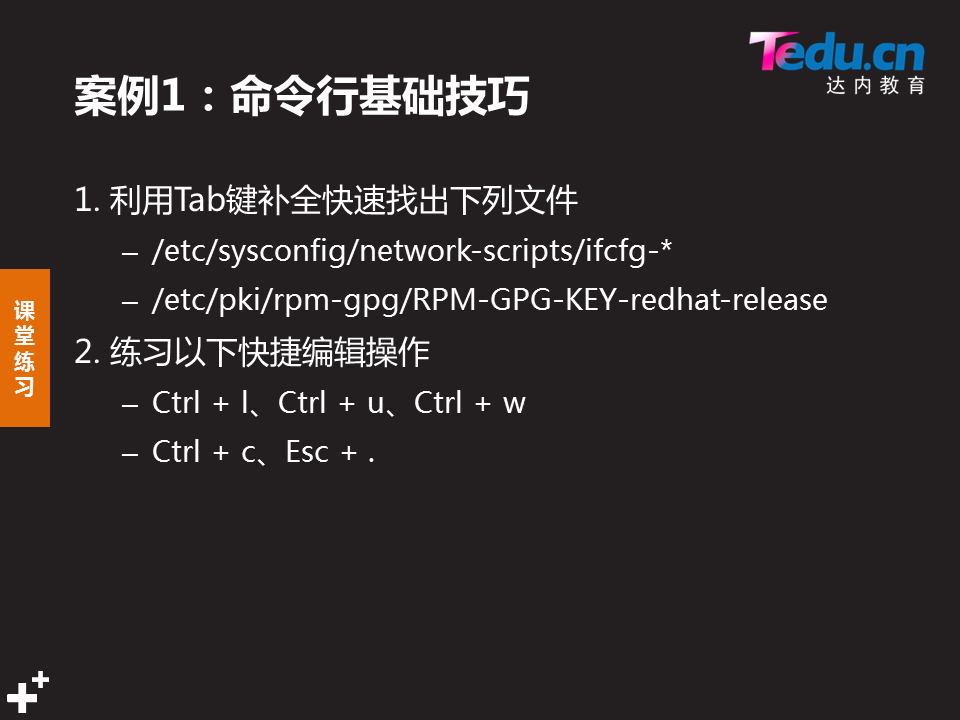 Tedu.cn
达内教育
案例1：命令行基础技巧
1. 利用Tab键补全快速找出下列文件
– /etc/sysconfig/network-scripts/ifcfg-*
– /etc/pki/rpm-gpg/RPM-GPG-KEY-redhat-release
2. 练习以下快捷编辑操作
– Ctrl + l、Ctrl + u、Ctrl + w
– Ctrl + c、Esc + .
课堂练习